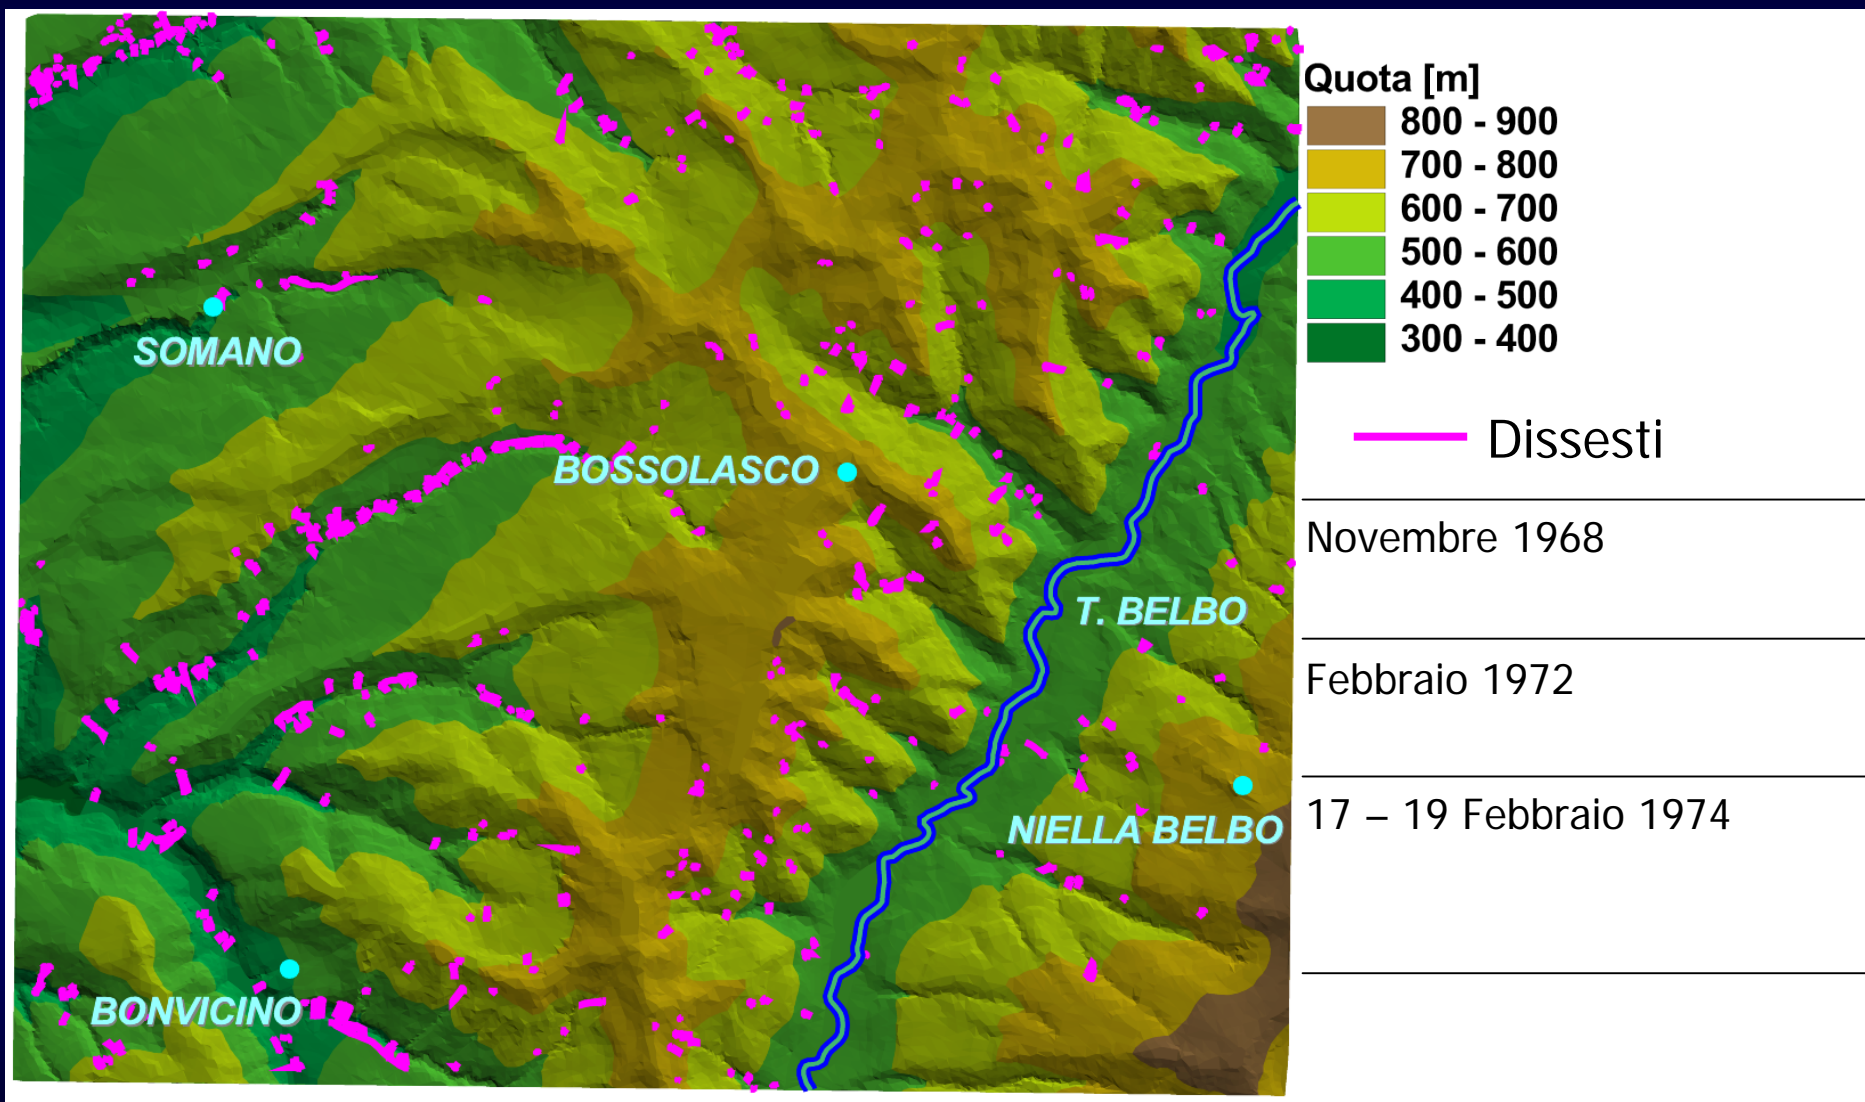 Quota [m]
800 - 900
700 - 800
600 - 700
500 - 600
400 - 500
300 - 400
SOMANO
Dissesti
BOSSOLASCO
Novembre 1968
T. BELBO
Febbraio 1972
NIELLA BELBO
17 – 19 Febbraio 1974
BONVICINO